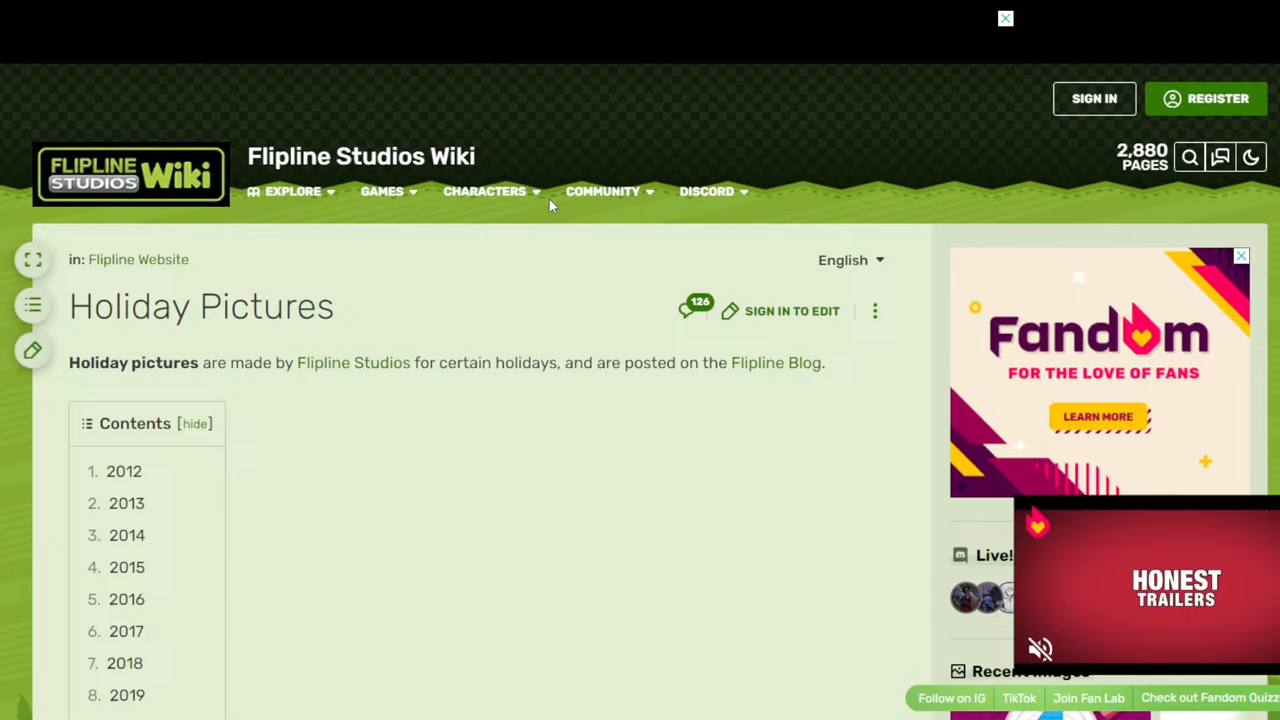 SIGN IN
REGISTER
FLIPLINE
STUDIOS Wiki
Flipline Studios Wiki
2,880
PAGES
EXPLORE
GAMES
CHARACTERS
COMMUNITY
DISCORD
in: Flipline Website
English
Holiday Pictures
126
SIGN IN TO EDIT
Holiday pictures are made by Flipline Studios for certain holidays, and are posted on the Flipline Blog.
Contents [hide]
1. 2012
2. 2013
3. 2014
4. 2015
5. 2016
6. 2017
7. 2018
8. 2019
Fandom
FOR THE LOVE OF FANS
LEARN MORE
Live!
HONEST
TRAILERS
Recent Images
Follow on IG
TikTok
Join Fan Lab
Check out Fandom Quizz